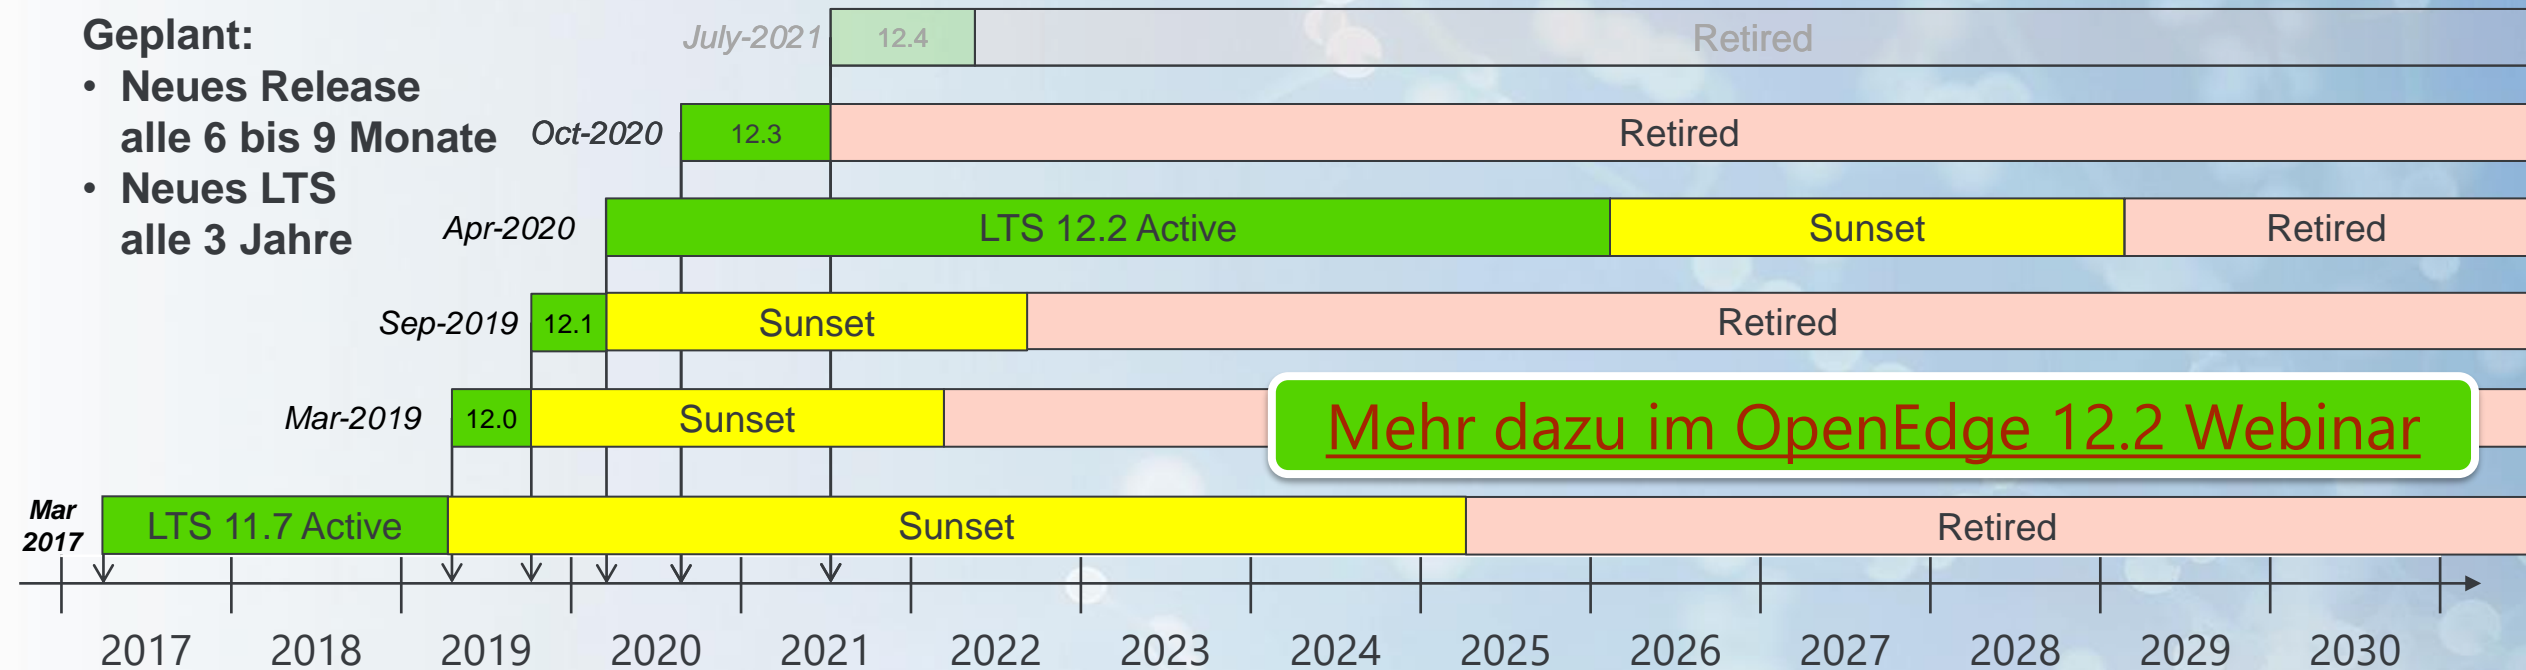 Geplant:
• Neues Release
alle 6 bis 9 Monate
• Neues LTS
alle 3 Jahre
July-2021 12.4 Retired
Oct-2020 12.3 Retired
Apr-2020 LTS 12.2 Active Sunset Retired
Sep-2019 12.1 Sunset Retired
Mar-2019 12.0 Sunset
Mehr dazu im OpenEdge 12.2 Webinar
Mar
2017
LTS 11.7 Active Sunset Retired
2017 2018 2019 2020 2021 2022 2023 2024 2025 2026 2027 2028 2029 2030